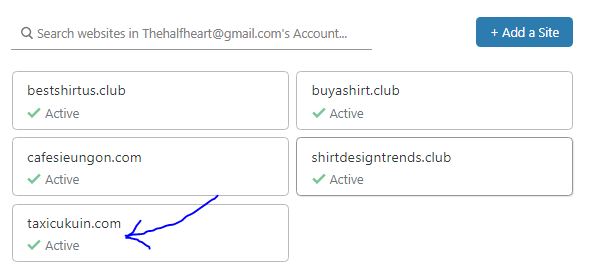 Search websites in Thehalfheart@gmail.com's Account...
+ Add a Site
bestshirtus.club
Active
buyashirt.club
Active
cafesieungon.com
Active
shirtdesigntrends.club
Active
taxicukuin.com
Active